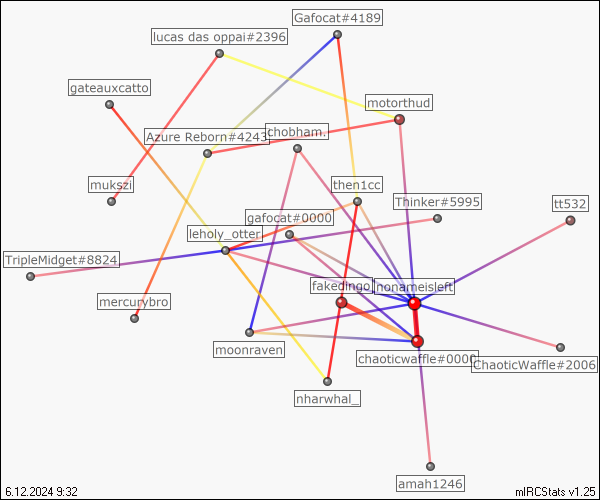 Gafocat#4189
lucas das oppai#2396
gateauxcatto
motorthud
Azure Reborn#4243
chobham.
mukszi
then1cc
Thinker#5995
tt532
gafocat#0000
leholy_otter
TripleMidget#8824
fakedingo
nonameisleft
mercurybro
moonraven
chaoticwaffle#0000
ChaoticWaffle#2006
nharwhal_
amah1246
6.12.2024 9:32
mIRCStats v1.25